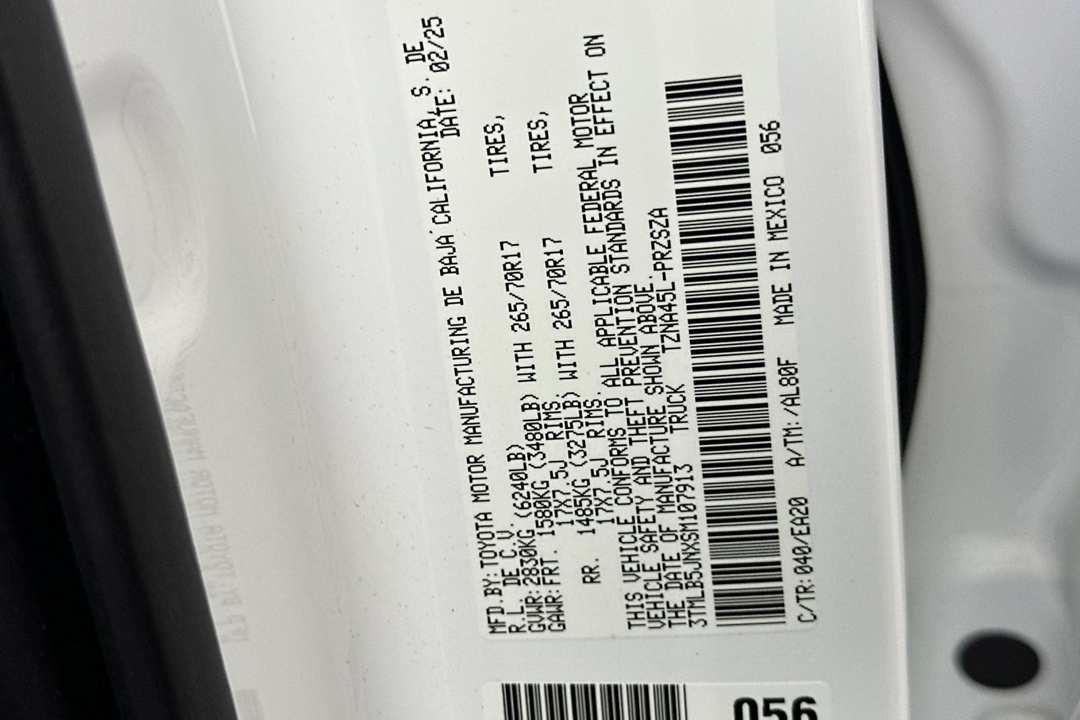 MFD.BY:TOYOTA MOTOR MANUFACTURING DE BAJA CALIFORNIA, S. DE
R.L. DE C.V. DATE: 02/25
GVWR:2830KG (6240LB)
GAWR:FRT. 1580KG (3480LB) WITH 265/70R17 TIRES,
17X7.5J RIMS.
RR. 1485KG (3275LB) WITH 265/70R17 TIRES,
17X7.5J RIMS.
THIS VEHICLE CONFORMS TO ALL APPLICABLE FEDERAL MOTOR
VEHICLE SAFETY AND THEFT PREVENTION STANDARDS IN EFFECT ON
THE DATE OF MANUFACTURE SHOWN ABOVE.
3TMLB5JNXSM107913 TRUCK TZNA45L-PRZSZA
C/TR:040/EA20 A/TM:/AL80F MADE IN MEXICO 056
056